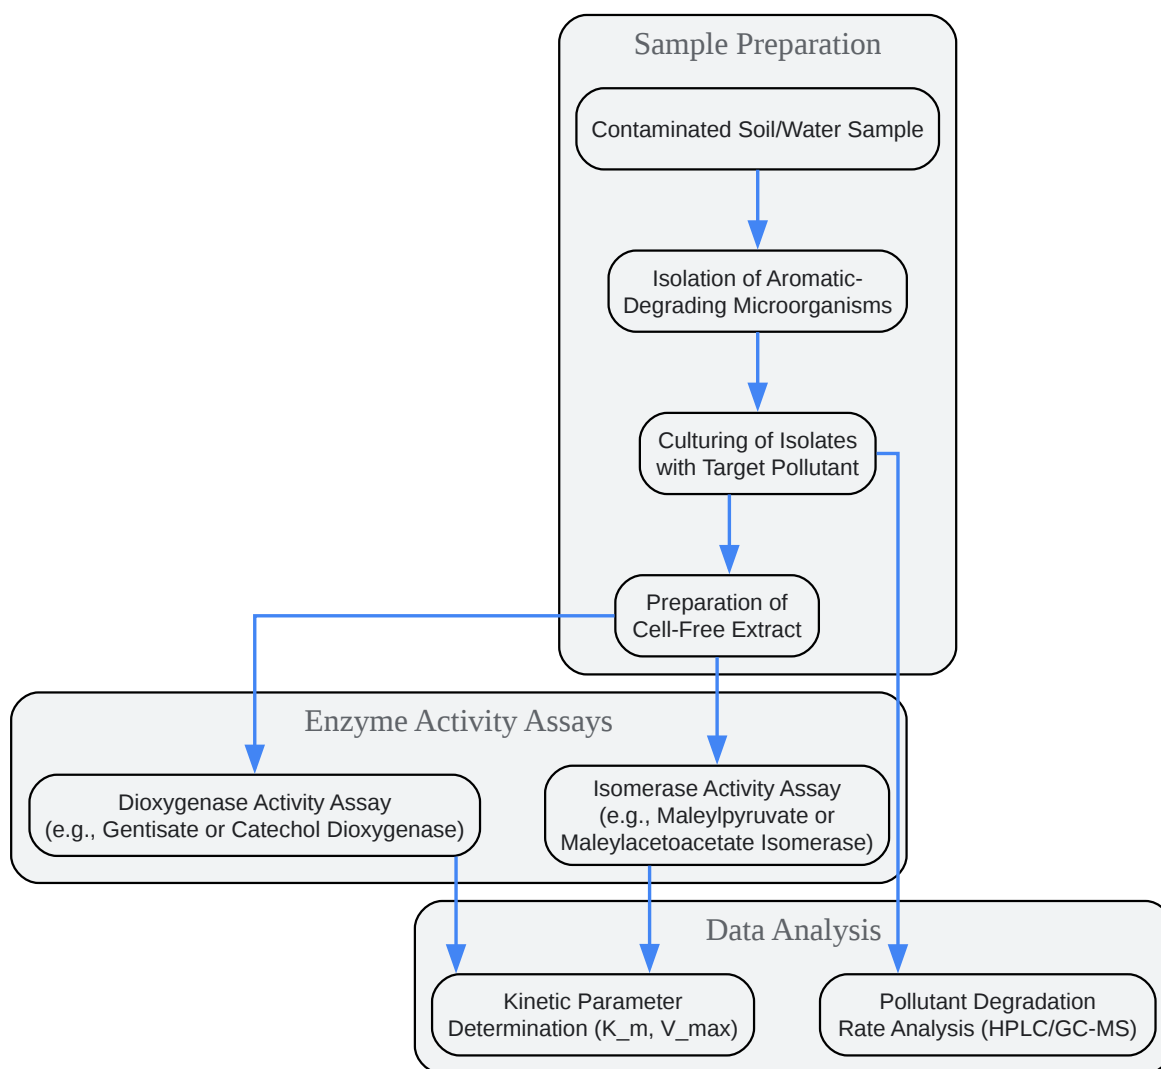 Sample Preparation
Contaminated Soil/Water Sample
Isolation of Aromatic-
Degrading Microorganisms
Culturing of Isolates
with Target Pollutant
Preparation of
Cell-Free Extract
Enzyme Activity Assays
Dioxygenase Activity Assay
(e.g., Gentisate or Catechol Dioxygenase)
Isomerase Activity Assay
(e.g., Maleylpyruvate or
Maleylacetoacetate Isomerase)
Data Analysis
Kinetic Parameter
Determination (K_m, V_max)
Pollutant Degradation
Rate Analysis (HPLC/GC-MS)